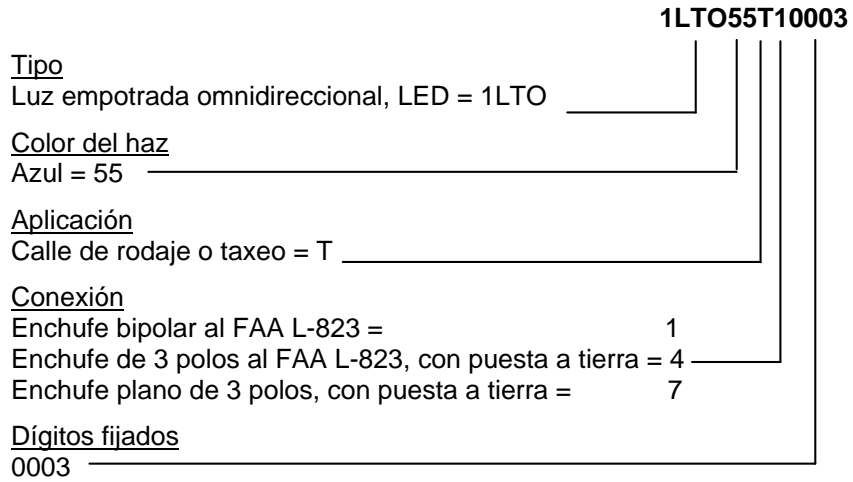 1LTO55T10003
Tipo
Luz empotrada omnidireccional, LED = 1LTO
Color del haz
Azul = 55
Aplicación
Calle de rodaje o taxeo = T
Conexión
Enchufe bipolar al FAA L-823 = 1
Enchufe de 3 polos al FAA L-823, con puesta a tierra = 4
Enchufe plano de 3 polos, con puesta a tierra = 7
Dígitos fijados
0003